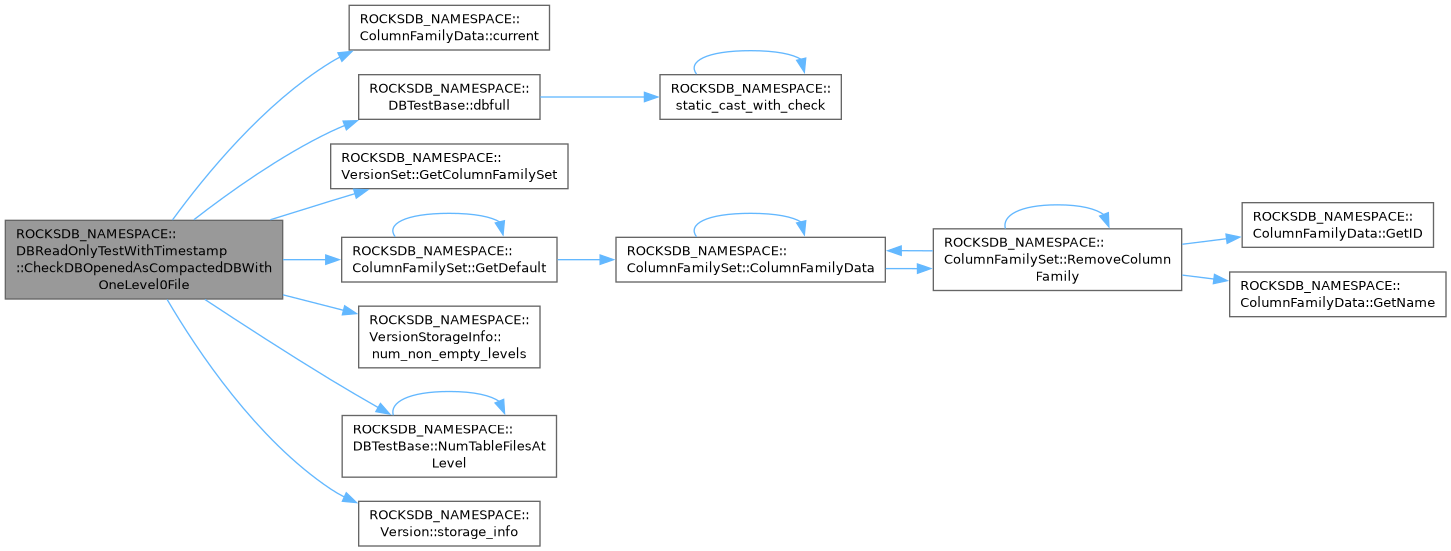 ROCKSDB_NAMESPACE::
DBReadOnlyTestWithTimestamp
::CheckDBOpenedAsCompactedDBWith
OneLevel0File
ROCKSDB_NAMESPACE::
ColumnFamilyData::current
ROCKSDB_NAMESPACE::
DBTestBase::dbfull
ROCKSDB_NAMESPACE::
static_cast_with_check
ROCKSDB_NAMESPACE::
VersionSet::GetColumnFamilySet
ROCKSDB_NAMESPACE::
ColumnFamilySet::GetDefault
ROCKSDB_NAMESPACE::
ColumnFamilySet::ColumnFamilyData
ROCKSDB_NAMESPACE::
ColumnFamilySet::RemoveColumn
Family
ROCKSDB_NAMESPACE::
ColumnFamilyData::GetID
ROCKSDB_NAMESPACE::
ColumnFamilyData::GetName
ROCKSDB_NAMESPACE::
VersionStorageInfo::
num_non_empty_levels
ROCKSDB_NAMESPACE::
DBTestBase::NumTableFilesAt
Level
ROCKSDB_NAMESPACE::
Version::storage_info